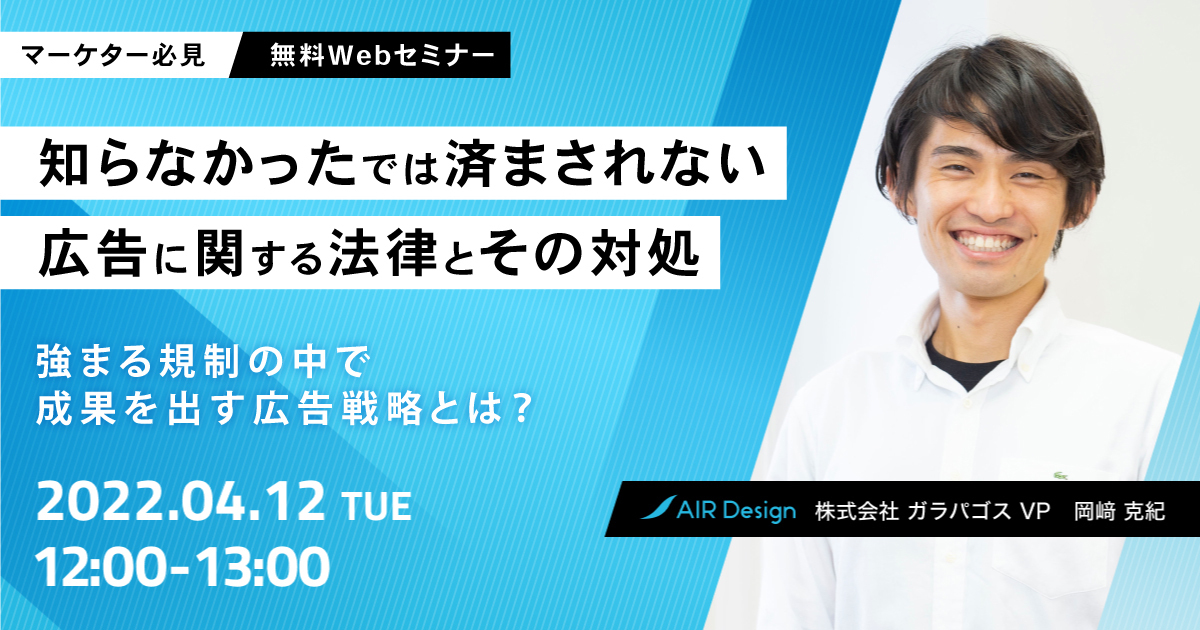 マーケター必見
無料Webセミナー
知らなかったでは済まされない
広告に関する法律とその対処
強まる規制の中で
成果を出す広告戦略とは？
2022.04.12 TUE
12:00-13:00
AIR Design 株式会社 ガラパゴス VP 岡﨑 克紀